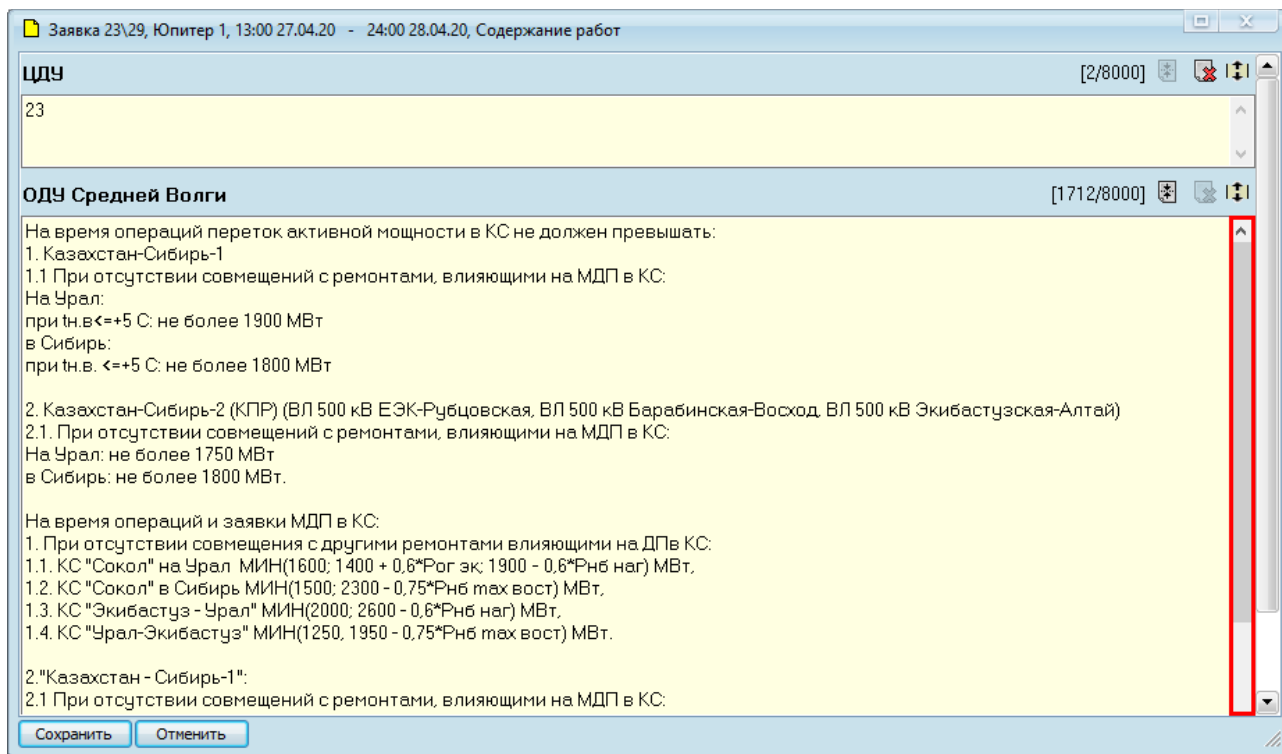 Заявка 23\29, Юпитер 1, 13:00 27.04.20 - 24:00 28.04.20, Содержание работ
ЦДУ [2/8000]
23
ОДУ Средней Волги [1712/8000]
На время операций переток активной мощности в КС не должен превышать:
1. Казахстан-Сибирь-1
1.1 При отсутствии совмещений с ремонтами, влияющими на МДП в КС:
На Урал:
при tн.в<=+5 С: не более 1900 МВт
в Сибирь:
при tн.в. <=+5 С: не более 1800 МВт
2. Казахстан-Сибирь-2 (КПР) (ВЛ 500 кВ ЕЭК-Рубцовская, ВЛ 500 кВ Барабинская-Восход, ВЛ 500 кВ Экибастузская-Алтай)
2.1. При отсутствии совмещений с ремонтами, влияющими на МДП в КС:
На Урал: не более 1750 МВт
в Сибирь: не более 1800 МВт.
На время операций и заявки МДП в КС:
1. При отсутствии совмещения с другими ремонтами влияющими на ДПв КС:
1.1. КС "Сокол" на Урал МИН(1600; 1400 + 0,6*Рог эк; 1900 - 0,6*Рнб наг) МВт,
1.2. КС "Сокол" в Сибирь МИН(1500; 2300 - 0,75*Рнб max вост) МВт,
1.3. КС "Экибастуз - Урал" МИН(2000; 2600 - 0,6*Рнб наг) МВт,
1.4. КС "Урал-Экибастуз" МИН(1250, 1950 - 0,75*Рнб max вост) МВт.
2."Казахстан - Сибирь-1":
2.1 При отсутствии совмещений с ремонтами, влияющими на МДП в КС:
Сохранить Отменить